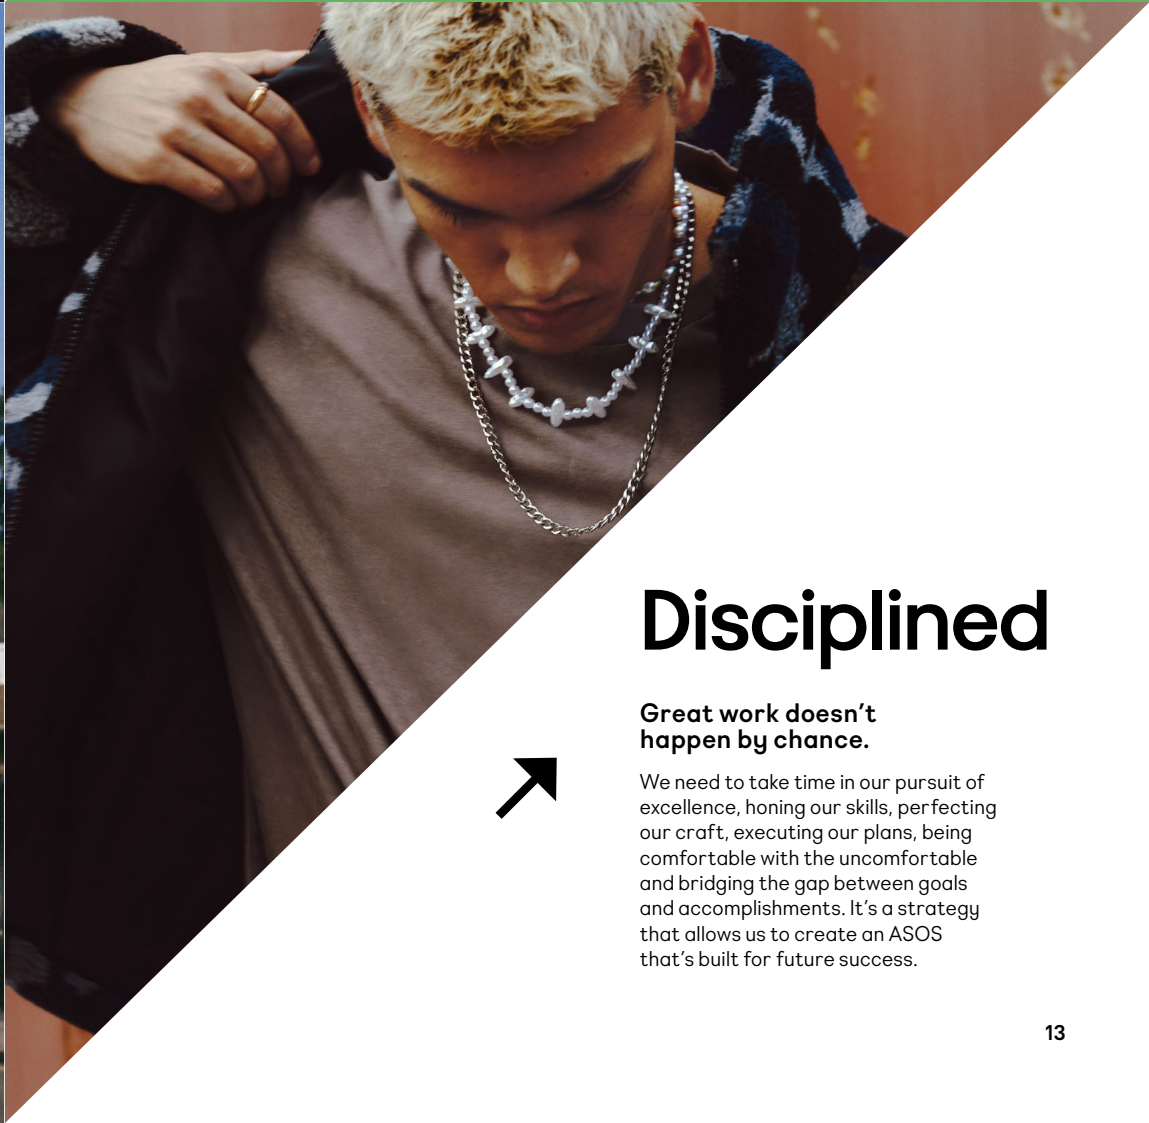 Disciplined
Great work doesn’t
happen by chance.
We need to take time in our pursuit of
excellence, honing our skills, perfecting
our craft, executing our plans, being
comfortable with the uncomfortable
and bridging the gap between goals
and accomplishments. It’s a strategy
that allows us to create an ASOS
that’s built for future success.
13